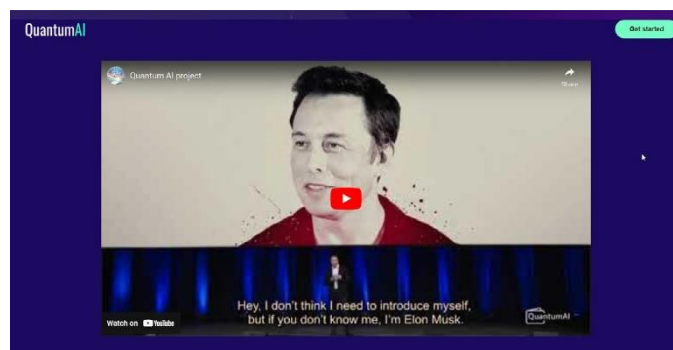 QuantumAI
Get started
Quantum AI project
Share
Hey, I don't think I need to introduce myself,
but if you don't know me, I'm Elon Musk.
Watch on YouTube
QuantumAI